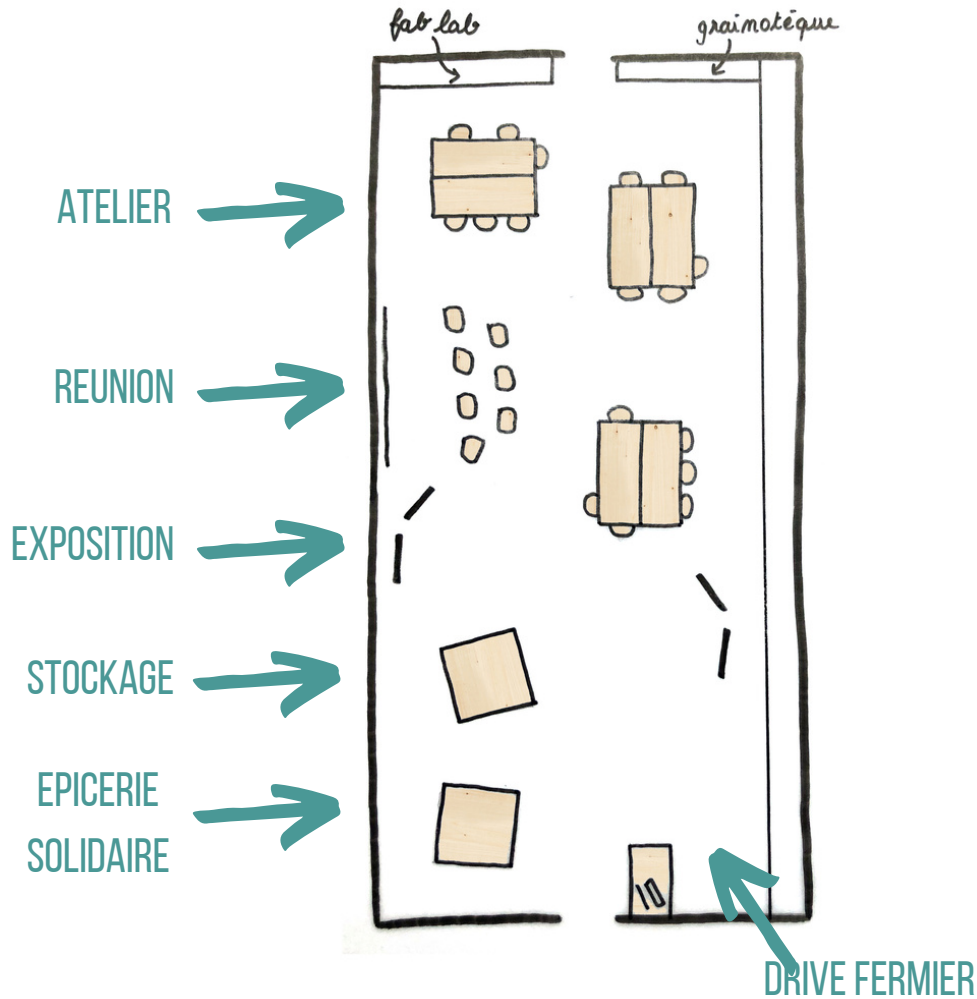 fab lab
grainotèque
ATELIER
REUNION
EXPOSITION
STOCKAGE
EPICERIE
SOLIDAIRE
DRIVE FERMIER